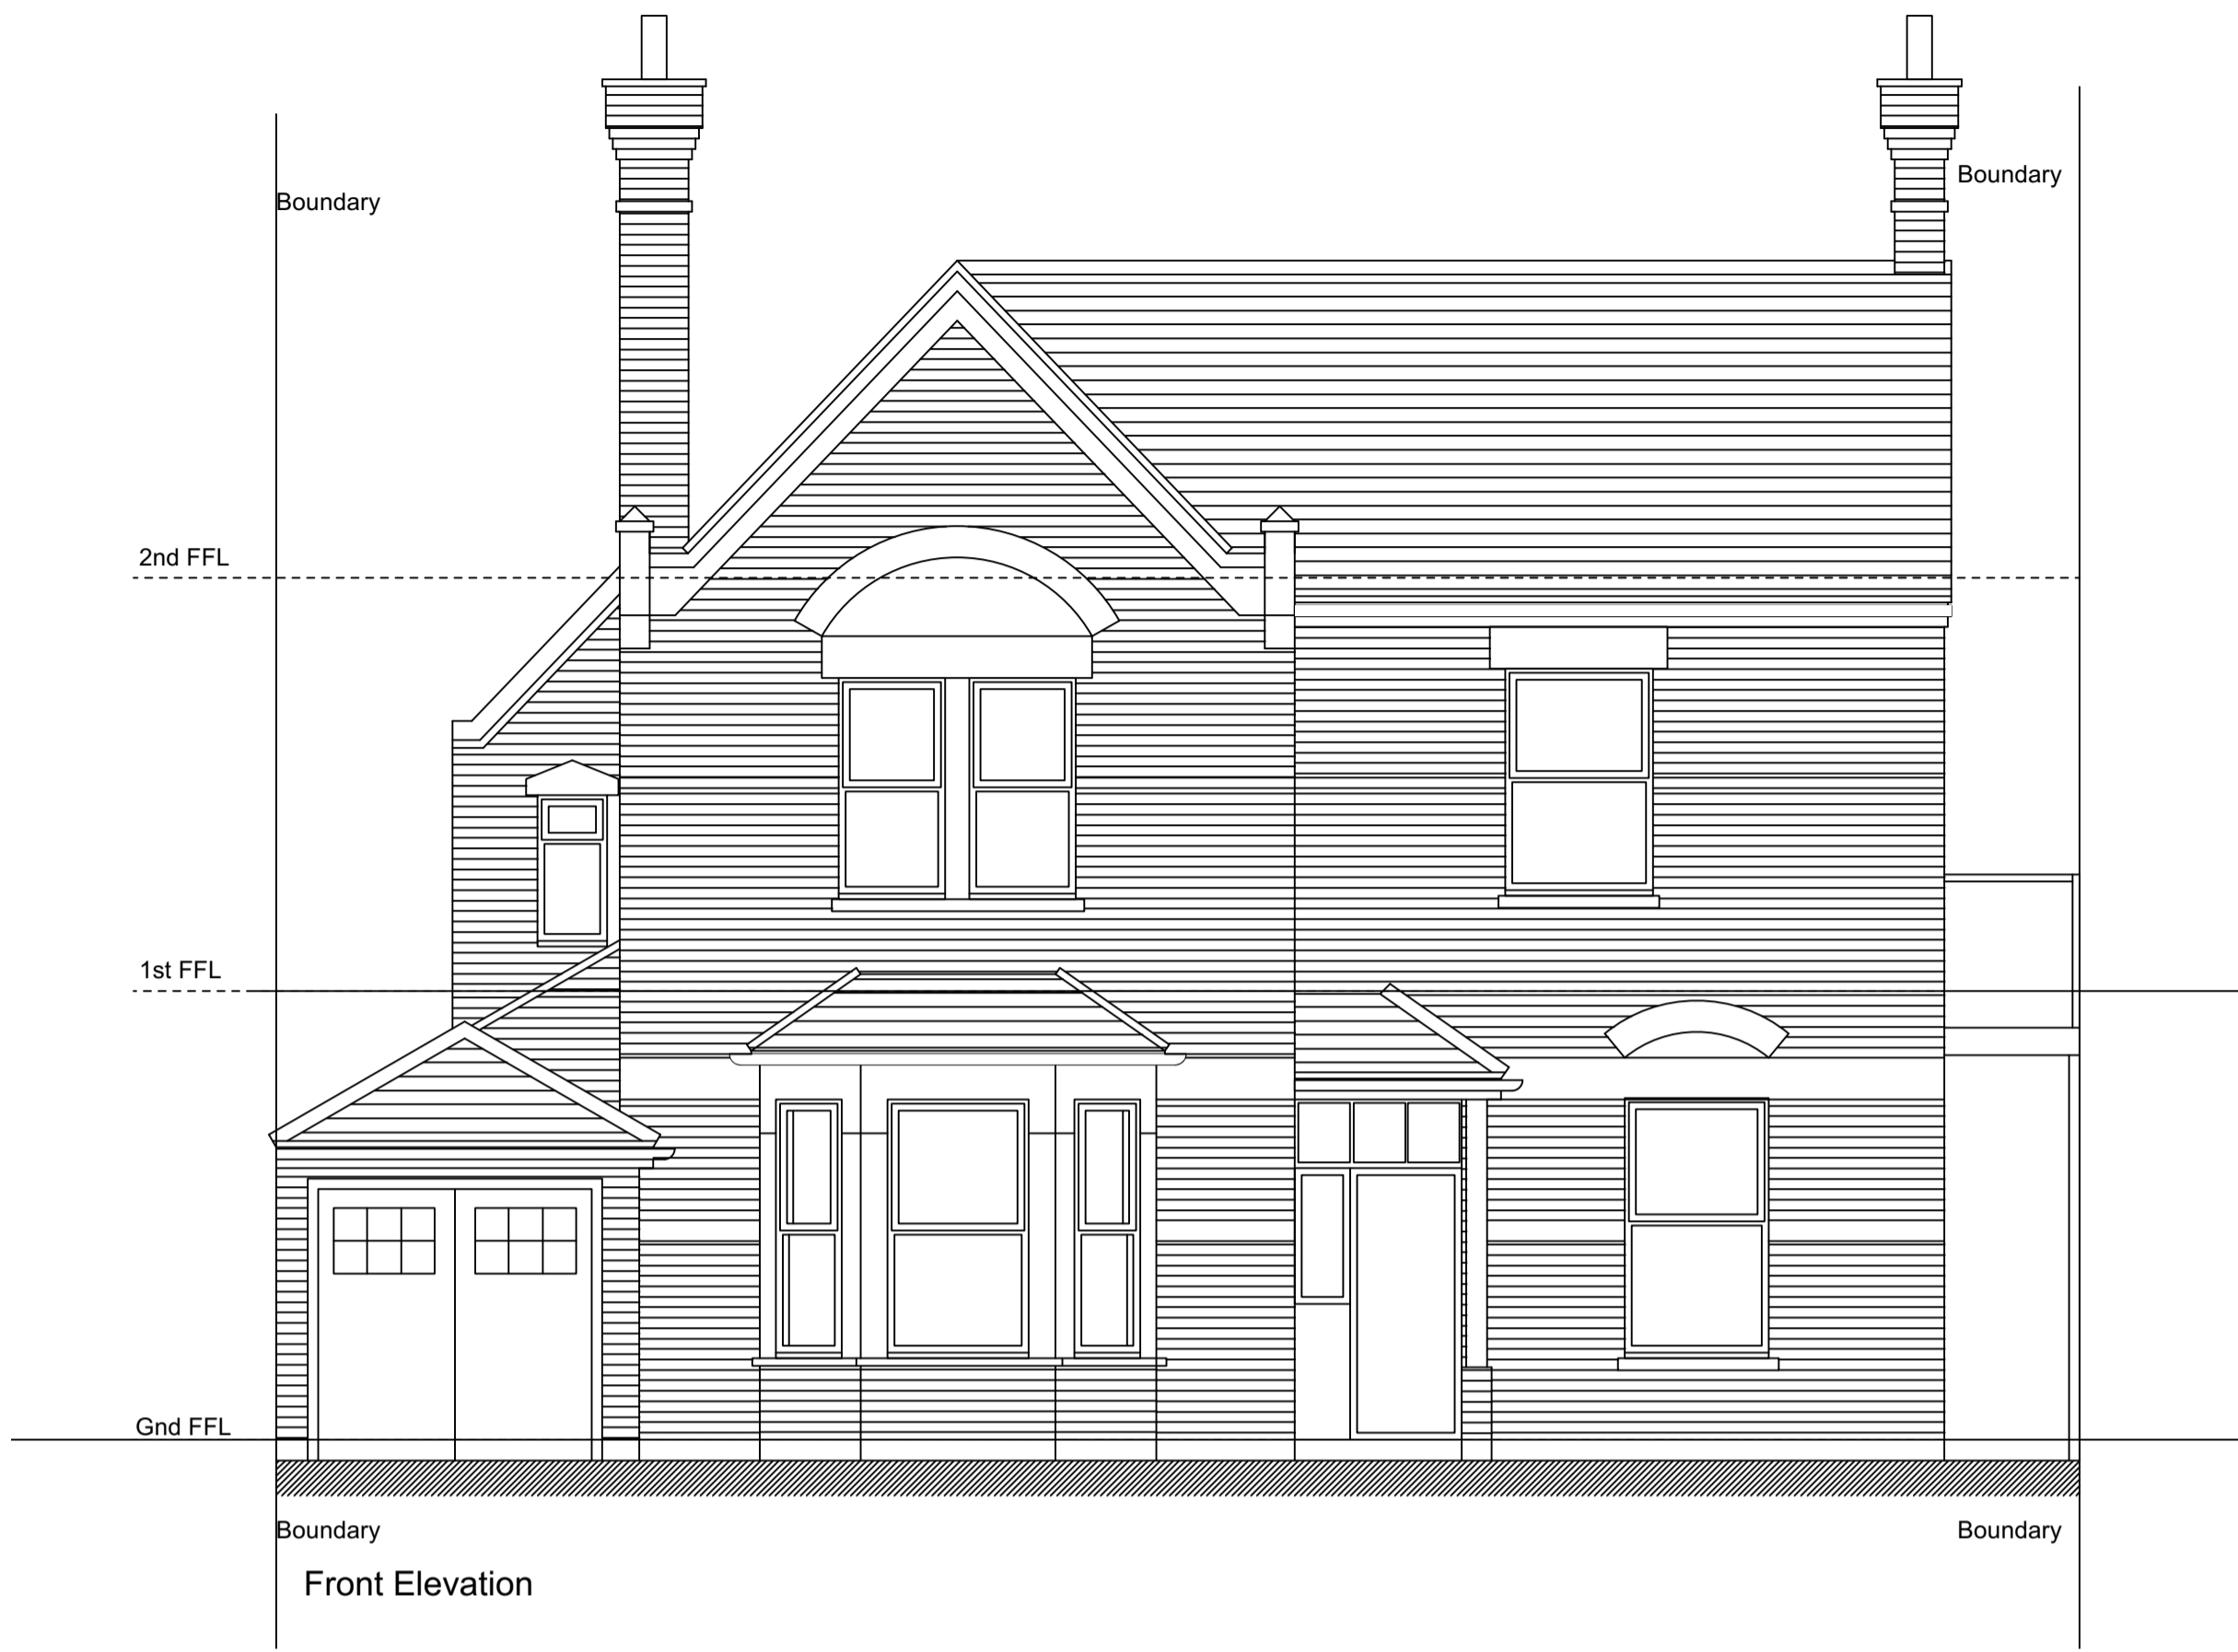 Boundary
Boundary
2nd FFL
1st FFL
Gnd FFL
Boundary
Boundary
Front Elevation